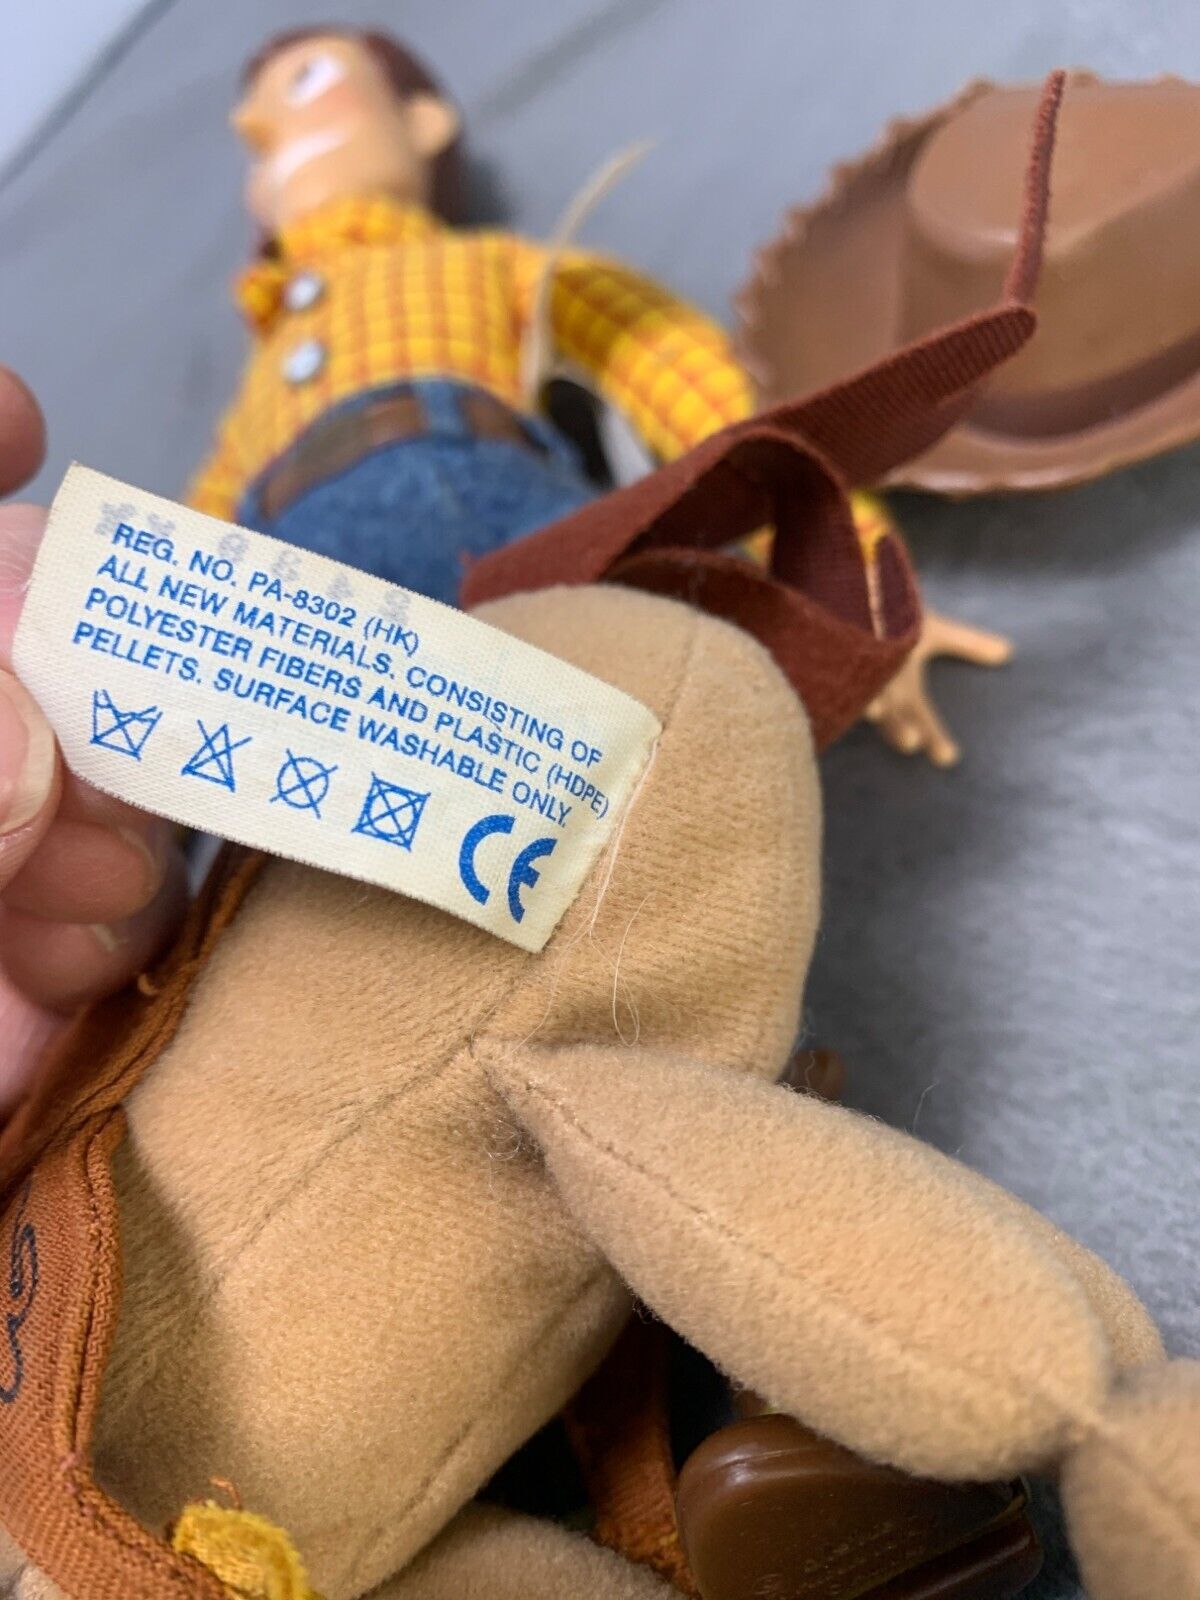 REG. NO. PA-8302 (HK)
ALL NEW MATERIALS. CONSISTING OF
POLYESTER FIBERS AND PLASTIC (HDPE)
PELLETS. SURFACE WASHABLE ONLY.
CE